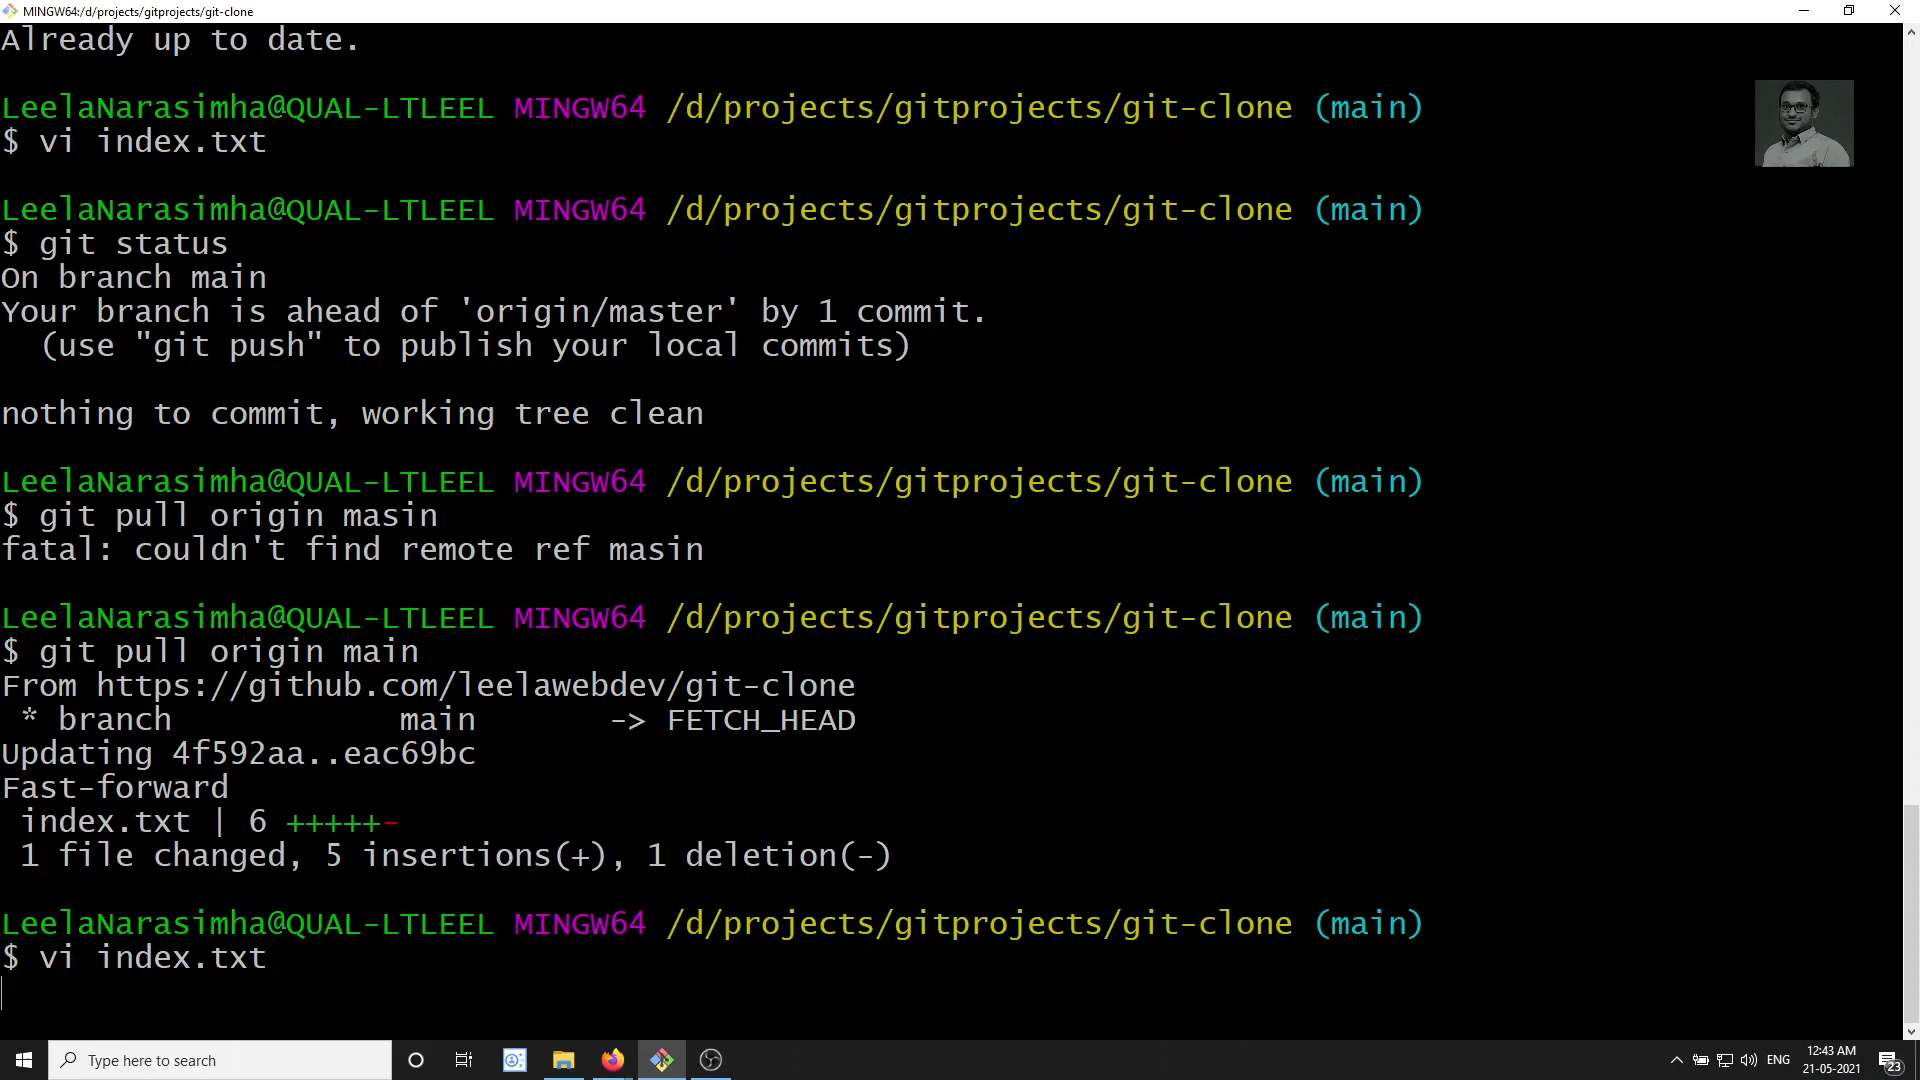 MINGW64:/d/projects/gitprojects/git-clone
Already up to date.
LeelaNarasimha@QUAL-LTLEEL MINGW64 /d/projects/gitprojects/git-clone (main)
$ vi index.txt
LeelaNarasimha@QUAL-LTLEEL MINGW64 /d/projects/gitprojects/git-clone (main)
$ git status
On branch main
Your branch is ahead of 'origin/master' by 1 commit.
  (use "git push" to publish your local commits)
nothing to commit, working tree clean
LeelaNarasimha@QUAL-LTLEEL MINGW64 /d/projects/gitprojects/git-clone (main)
$ git pull origin masin
fatal: couldn't find remote ref masin
LeelaNarasimha@QUAL-LTLEEL MINGW64 /d/projects/gitprojects/git-clone (main)
$ git pull origin main
From https://github.com/leelawebdev/git-clone
 * branch            main       -> FETCH_HEAD
Updating 4f592aa..eac69bc
Fast-forward
 index.txt | 6 +++++-
 1 file changed, 5 insertions(+), 1 deletion(-)
LeelaNarasimha@QUAL-LTLEEL MINGW64 /d/projects/gitprojects/git-clone (main)
$ vi index.txt
Type here to search
ENG
12:43 AM
21-05-2021
23